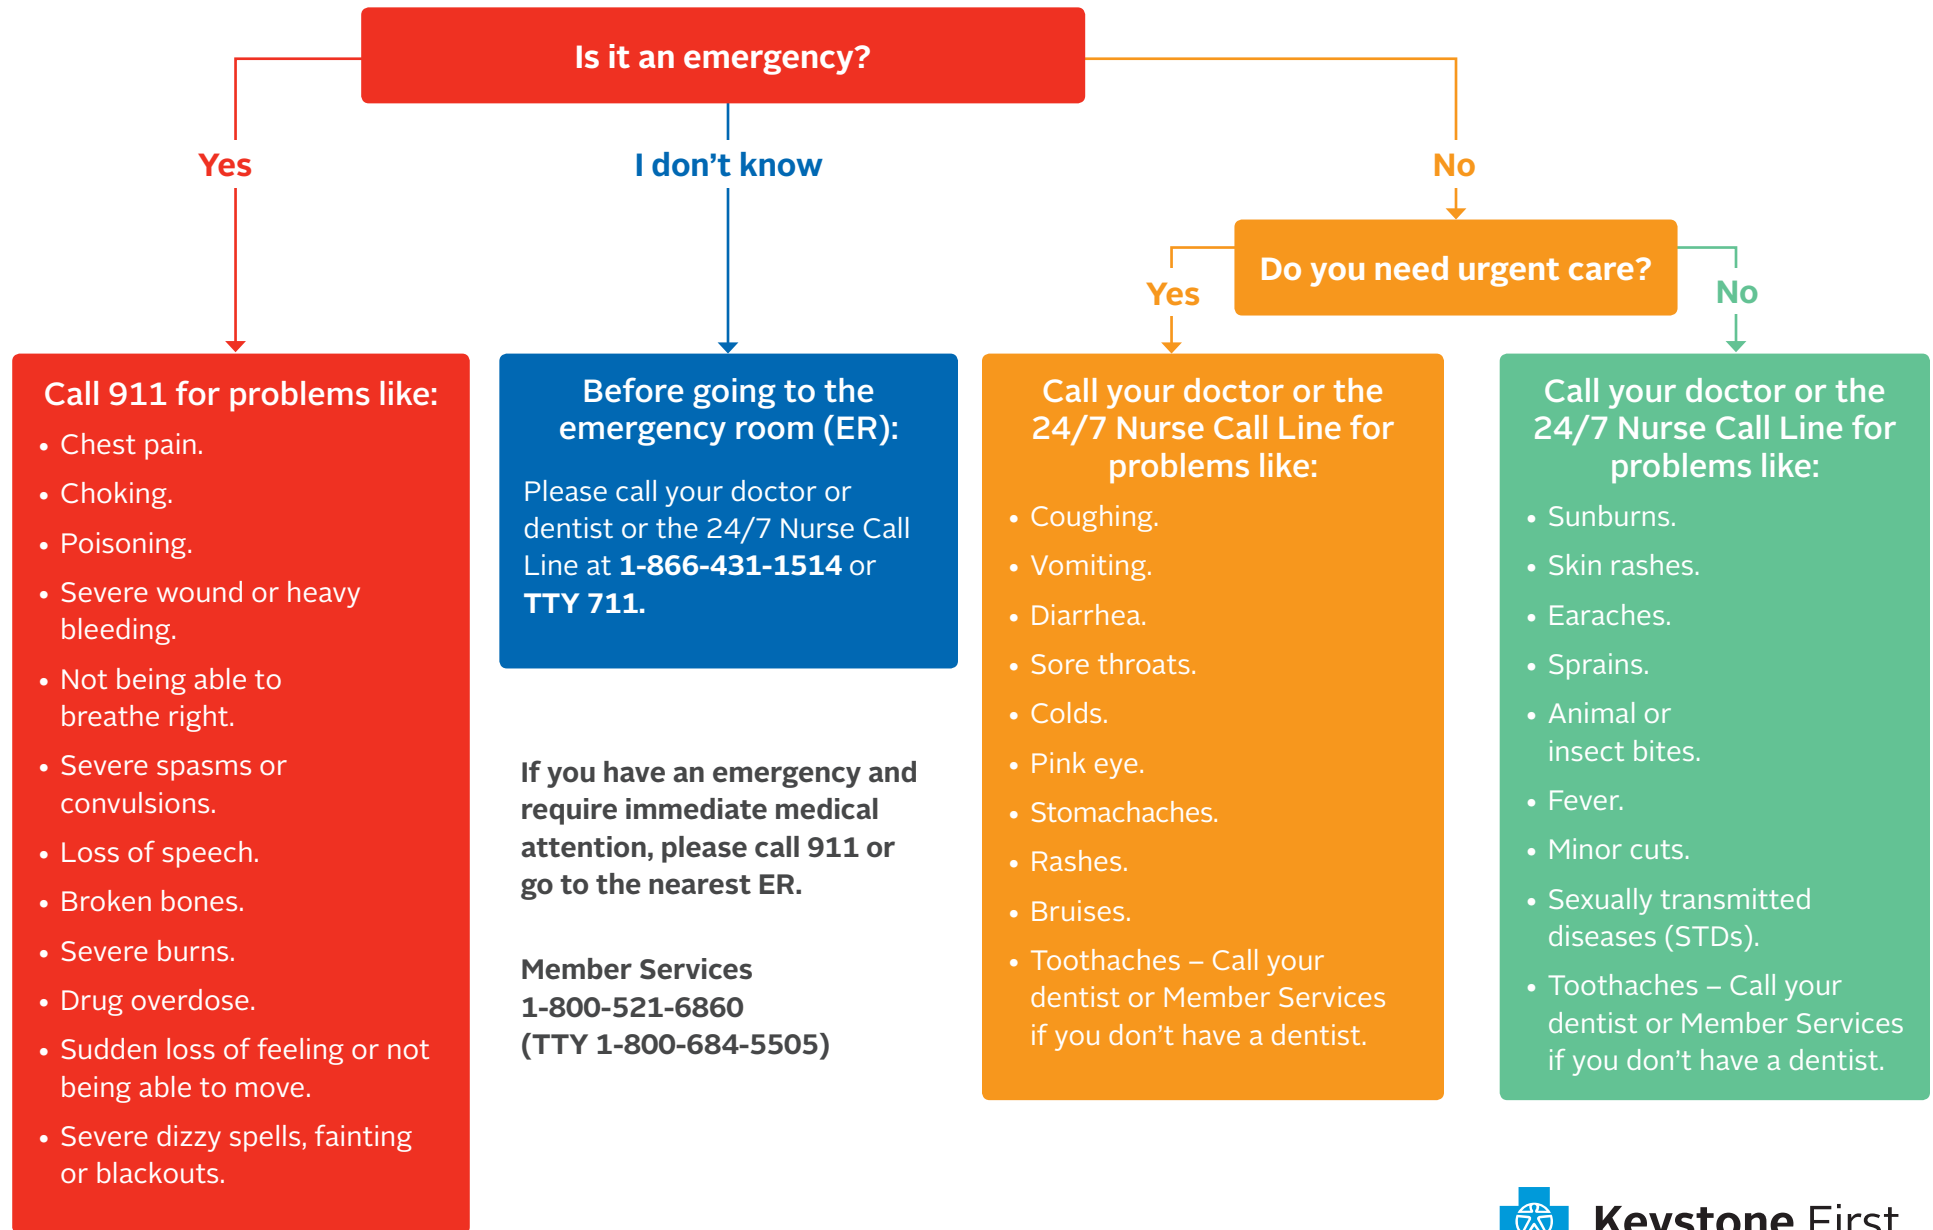 Is it an emergency?
Yes
I don't know
No
Do you need urgent care?
Yes
No
Call 911 for problems like:
• Chest pain.
• Choking.
• Poisoning.
• Severe wound or heavy
bleeding.
• Not being able to
breathe right.
• Severe spasms or
convulsions.
• Loss of speech.
• Broken bones.
• Severe burns.
• Drug overdose.
• Sudden loss of feeling or not
being able to move.
• Severe dizzy spells, fainting
or blackouts.
Before going to the
emergency room (ER):
Please call your doctor or
dentist or the 24/7 Nurse Call
Line at 1-866-431-1514 or
TTY 711.
If you have an emergency and
require immediate medical
attention, please call 911 or
go to the nearest ER.
Member Services
1-800-521-6860
(TTY 1-800-684-5505)
Call your doctor or the
24/7 Nurse Call Line for
problems like:
• Coughing.
• Vomiting.
• Diarrhea.
• Sore throats.
• Colds.
• Pink eye.
• Stomachaches.
• Rashes.
• Bruises.
• Toothaches – Call your
dentist or Member Services
if you don't have a dentist.
Call your doctor or the
24/7 Nurse Call Line for
problems like:
• Sunburns.
• Skin rashes.
• Earaches.
• Sprains.
• Animal or
insect bites.
• Fever.
• Minor cuts.
• Sexually transmitted
diseases (STDs).
• Toothaches – Call your
dentist or Member Services
if you don't have a dentist.
Keystone First